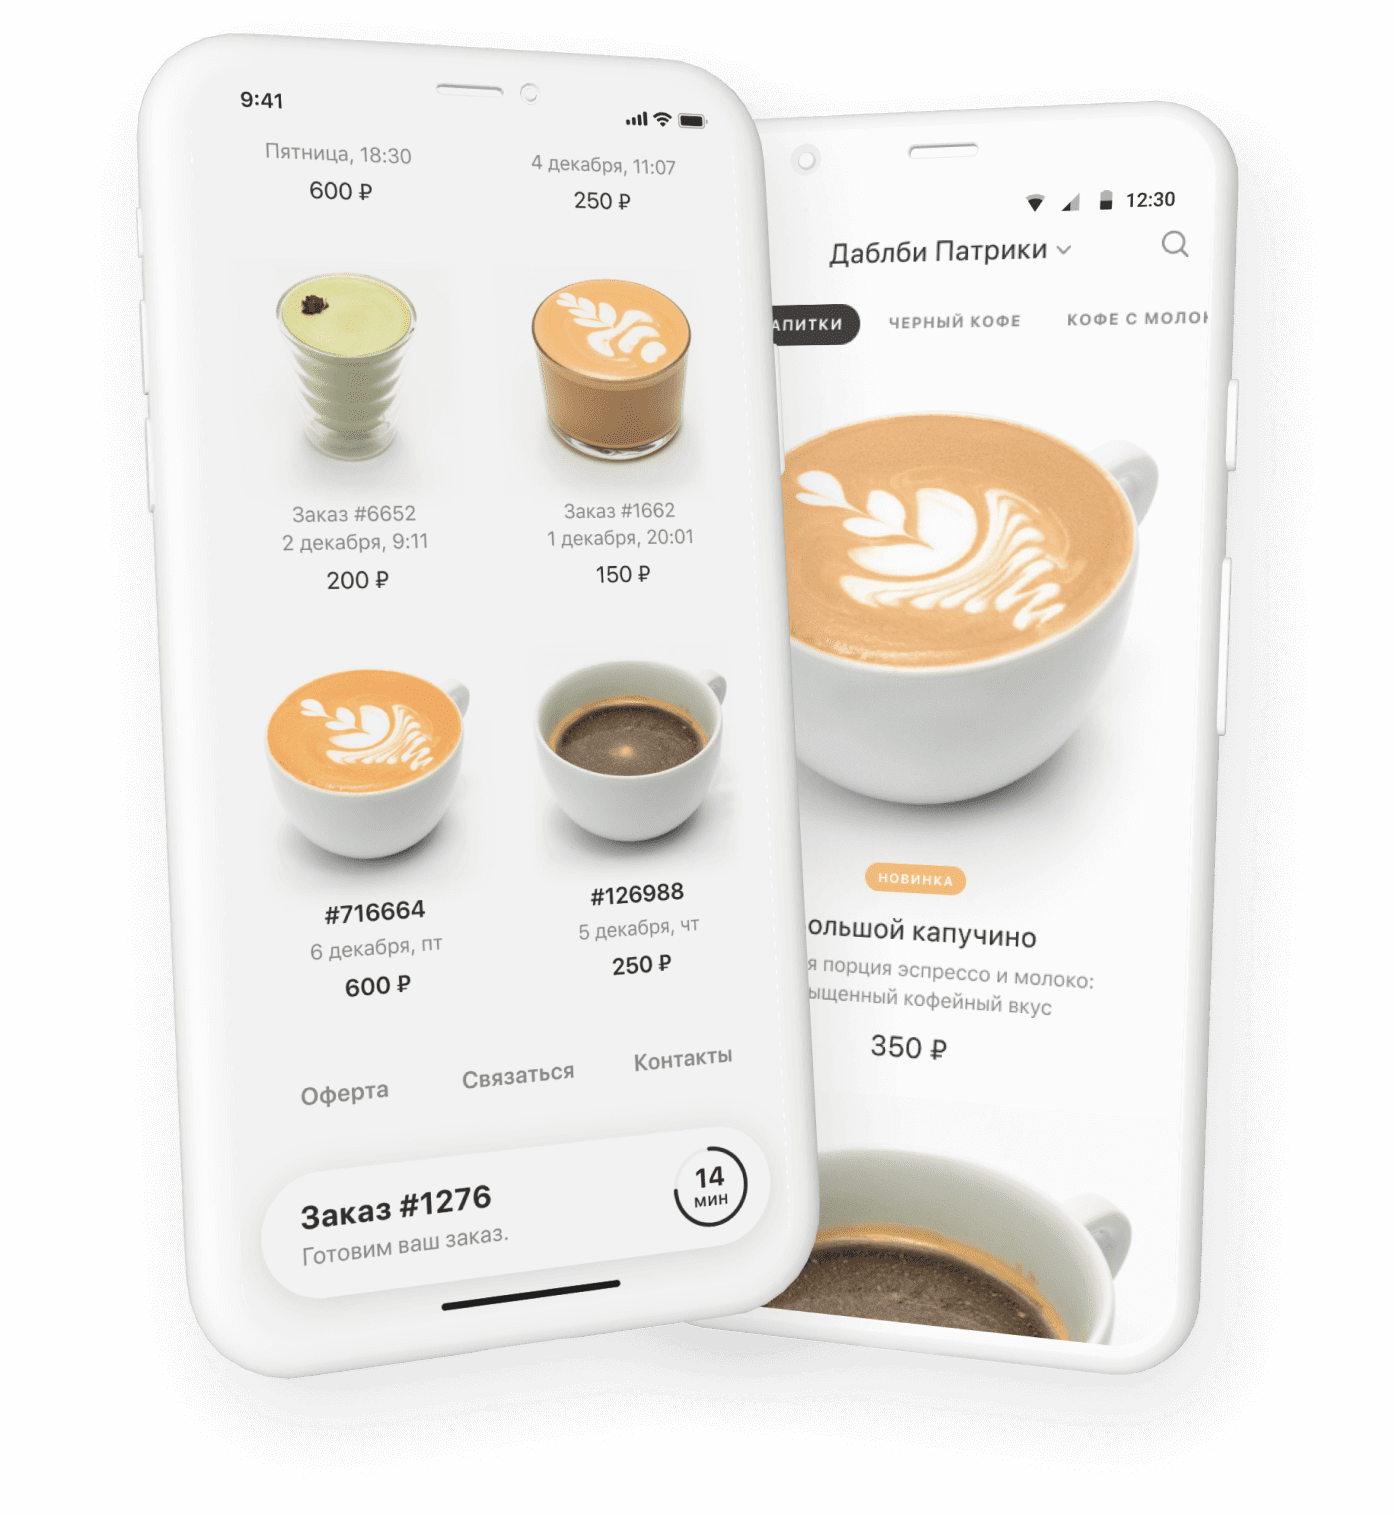 9:41
Пятница, 18:30
600 ₽
4 декабря, 11:07
250 ₽
Заказ #6652
2 декабря, 9:11
200 ₽
Заказ #1662
1 декабря, 20:01
150 ₽
#716664
6 декабря, пт
600 ₽
#126988
5 декабря, чт
250 ₽
Оферта
Связаться
Контакты
Заказ #1276
Готовим ваш заказ.
14
мин
12:30
Даблби Патрики
АПИТКИ
ЧЕРНЫЙ КОФЕ
КОФЕ С МОЛОК
НОВИНКА
ольшой капучино
я порция эспрессо и молоко:
ыщенный кофейный вкус
350 ₽